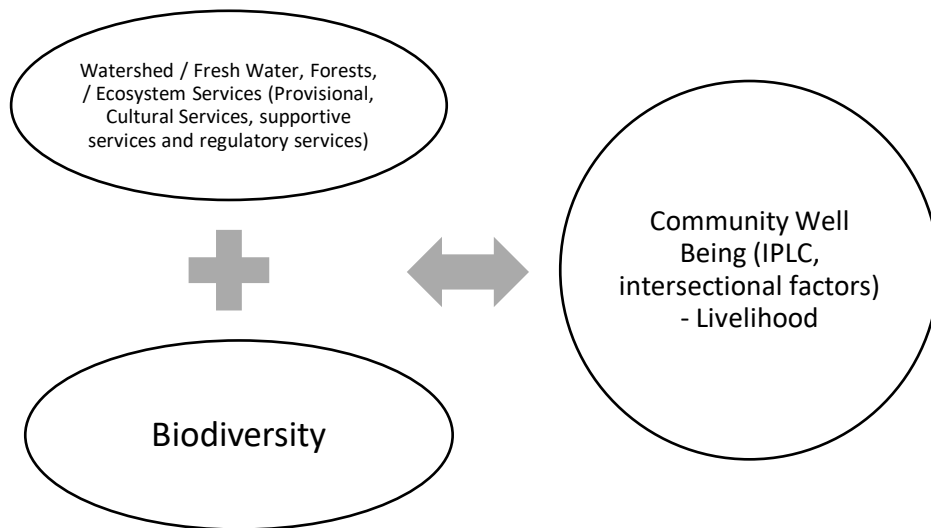 Watershed / Fresh Water, Forests,
/ Ecosystem Services (Provisional,
Cultural Services, supportive
services and regulatory services)
Biodiversity
Community Well
Being (IPLC,
intersectional factors)
- Livelihood